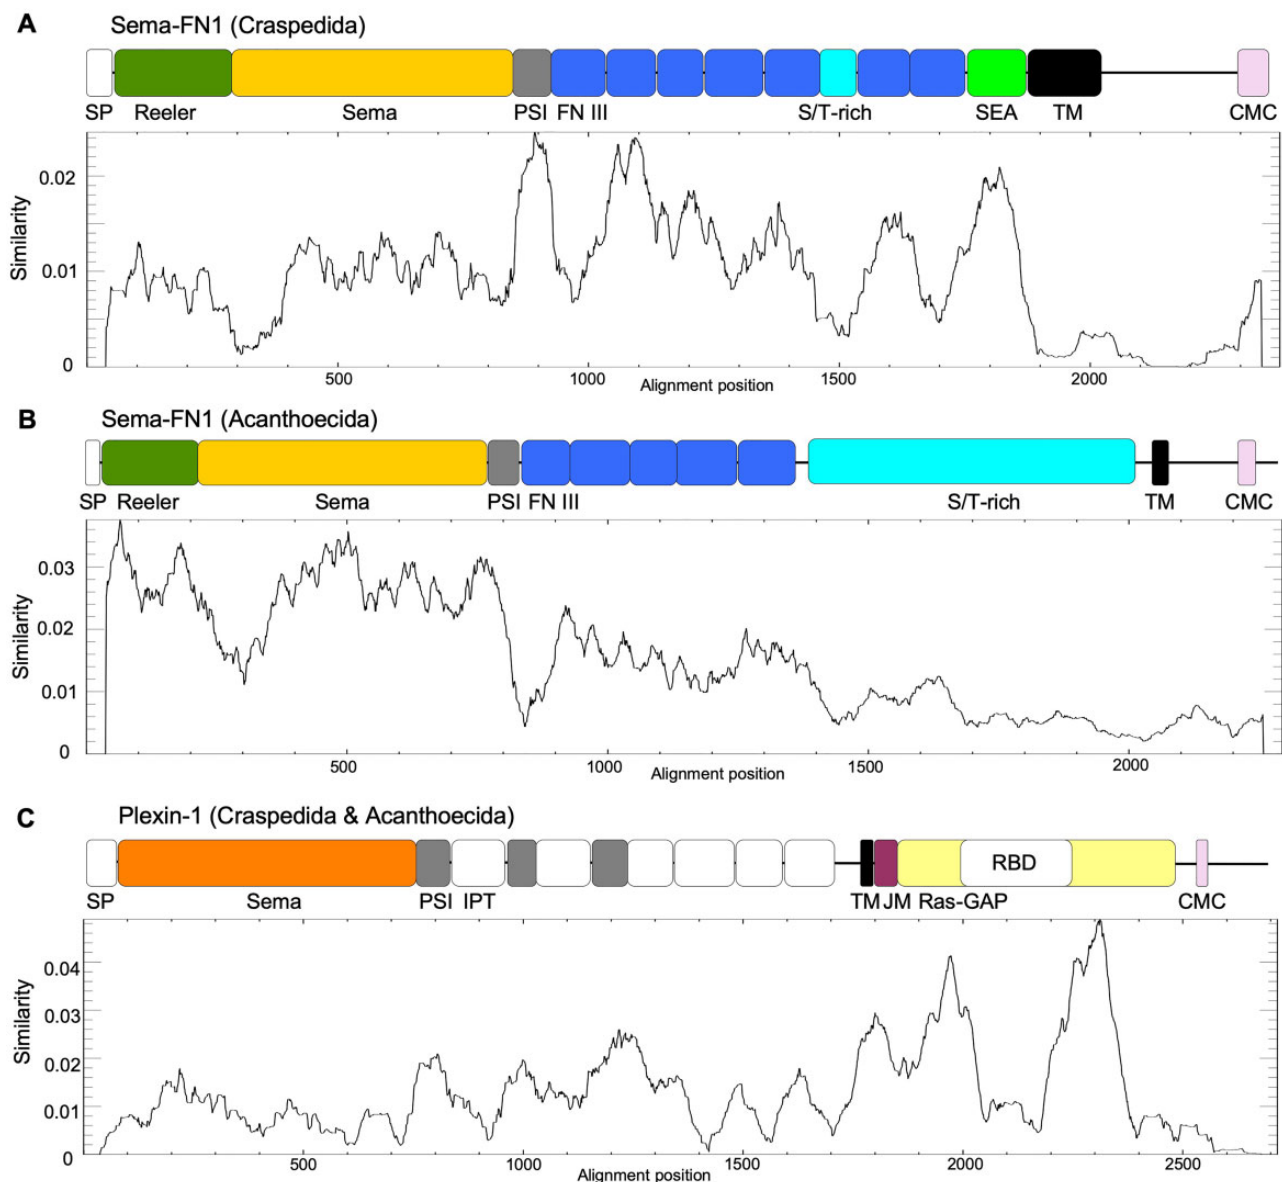 A
Sema-FN1 (Craspedida)
SP Reeler Sema PSI FN III S/T-rich SEA TM CMC
Similarity
0.02
0.01
0
500 1000 1500 2000
Alignment position
B
Sema-FN1 (Acanthoecida)
SP Reeler Sema PSI FN III S/T-rich TM CMC
Similarity
0.03
0.02
0.01
0
500 1000 1500 2000
Alignment position
C
Plexin-1 (Craspedida & Acanthoecida)
RBD
SP Sema PSI IPT TM JM Ras-GAP CMC
Similarity
0.04
0.03
0.02
0.01
0
500 1000 1500 2000 2500
Alignment position